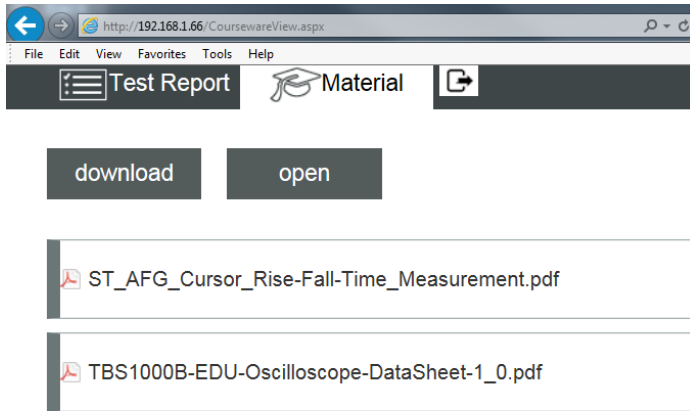 http://192.168.1.66/CoursewareView.aspx
File Edit View Favorites Tools Help
Test Report Material
download open
ST_AFG_Cursor_Rise-Fall-Time_Measurement.pdf
TBS1000B-EDU-Oscilloscope-DataSheet-1_0.pdf